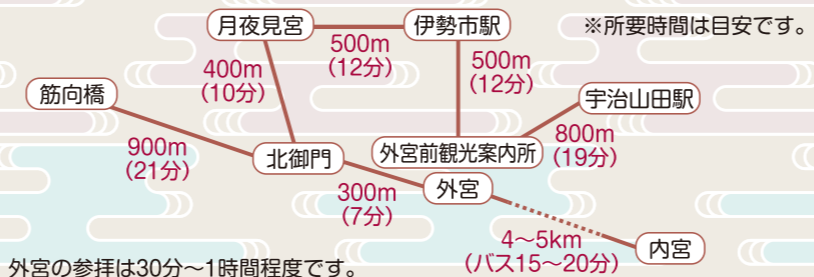 月夜見宮
伊勢市駅
※所要時間は目安です。
500m
(12分)
400m
(10分)
500m
(12分)
筋向橋
宇治山田駅
900m
(21分)
北御門
外宮前観光案内所
800m
(19分)
300m
(7分)
外宮
4〜5km
(バス15〜20分)
内宮
外宮の参拝は30分〜1時間程度です。